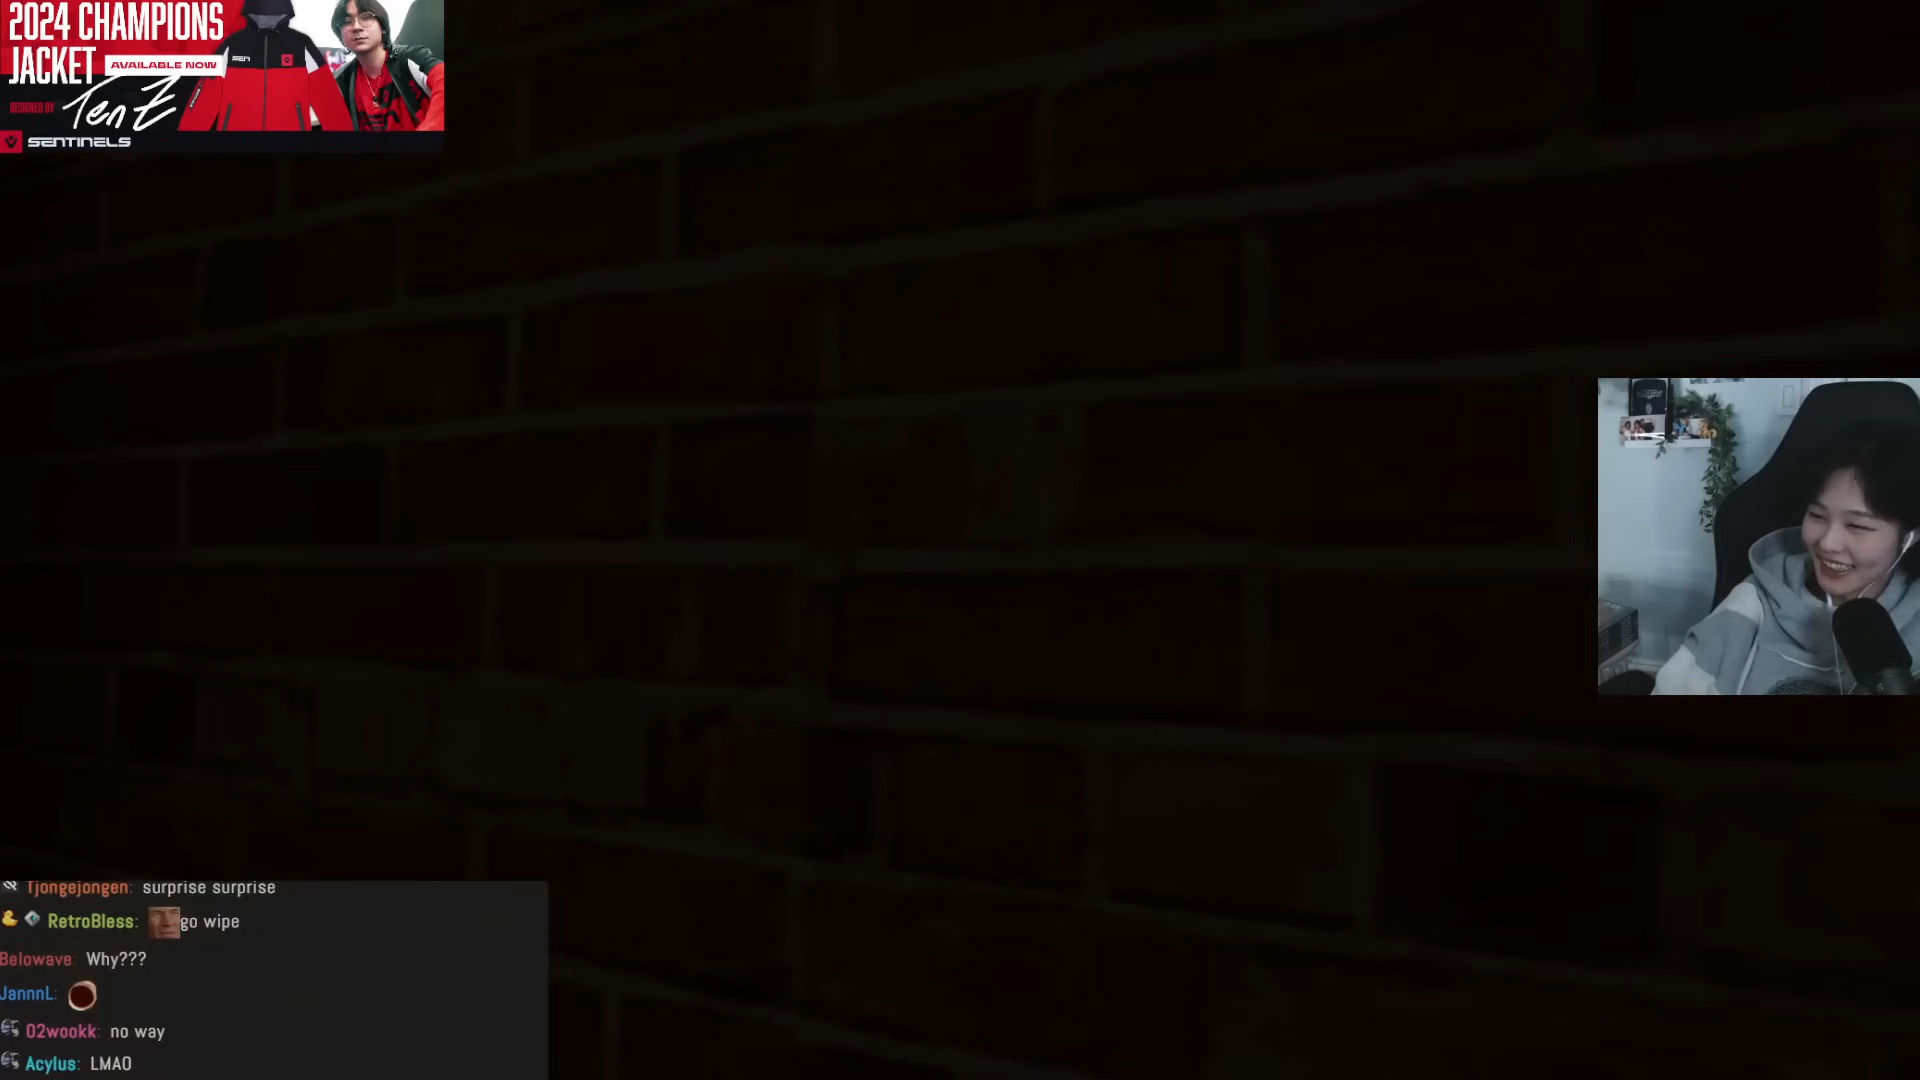 2024 CHAMPIONS
JACKET AVAILABLE NOW
DESIGNED BY TenZ
SEN
SENTINELS
Tjongejongen: surprise surprise
RetroBless: go wipe
Belowave: Why???
JannnL:
02wookk: no way
Acylus: LMAO